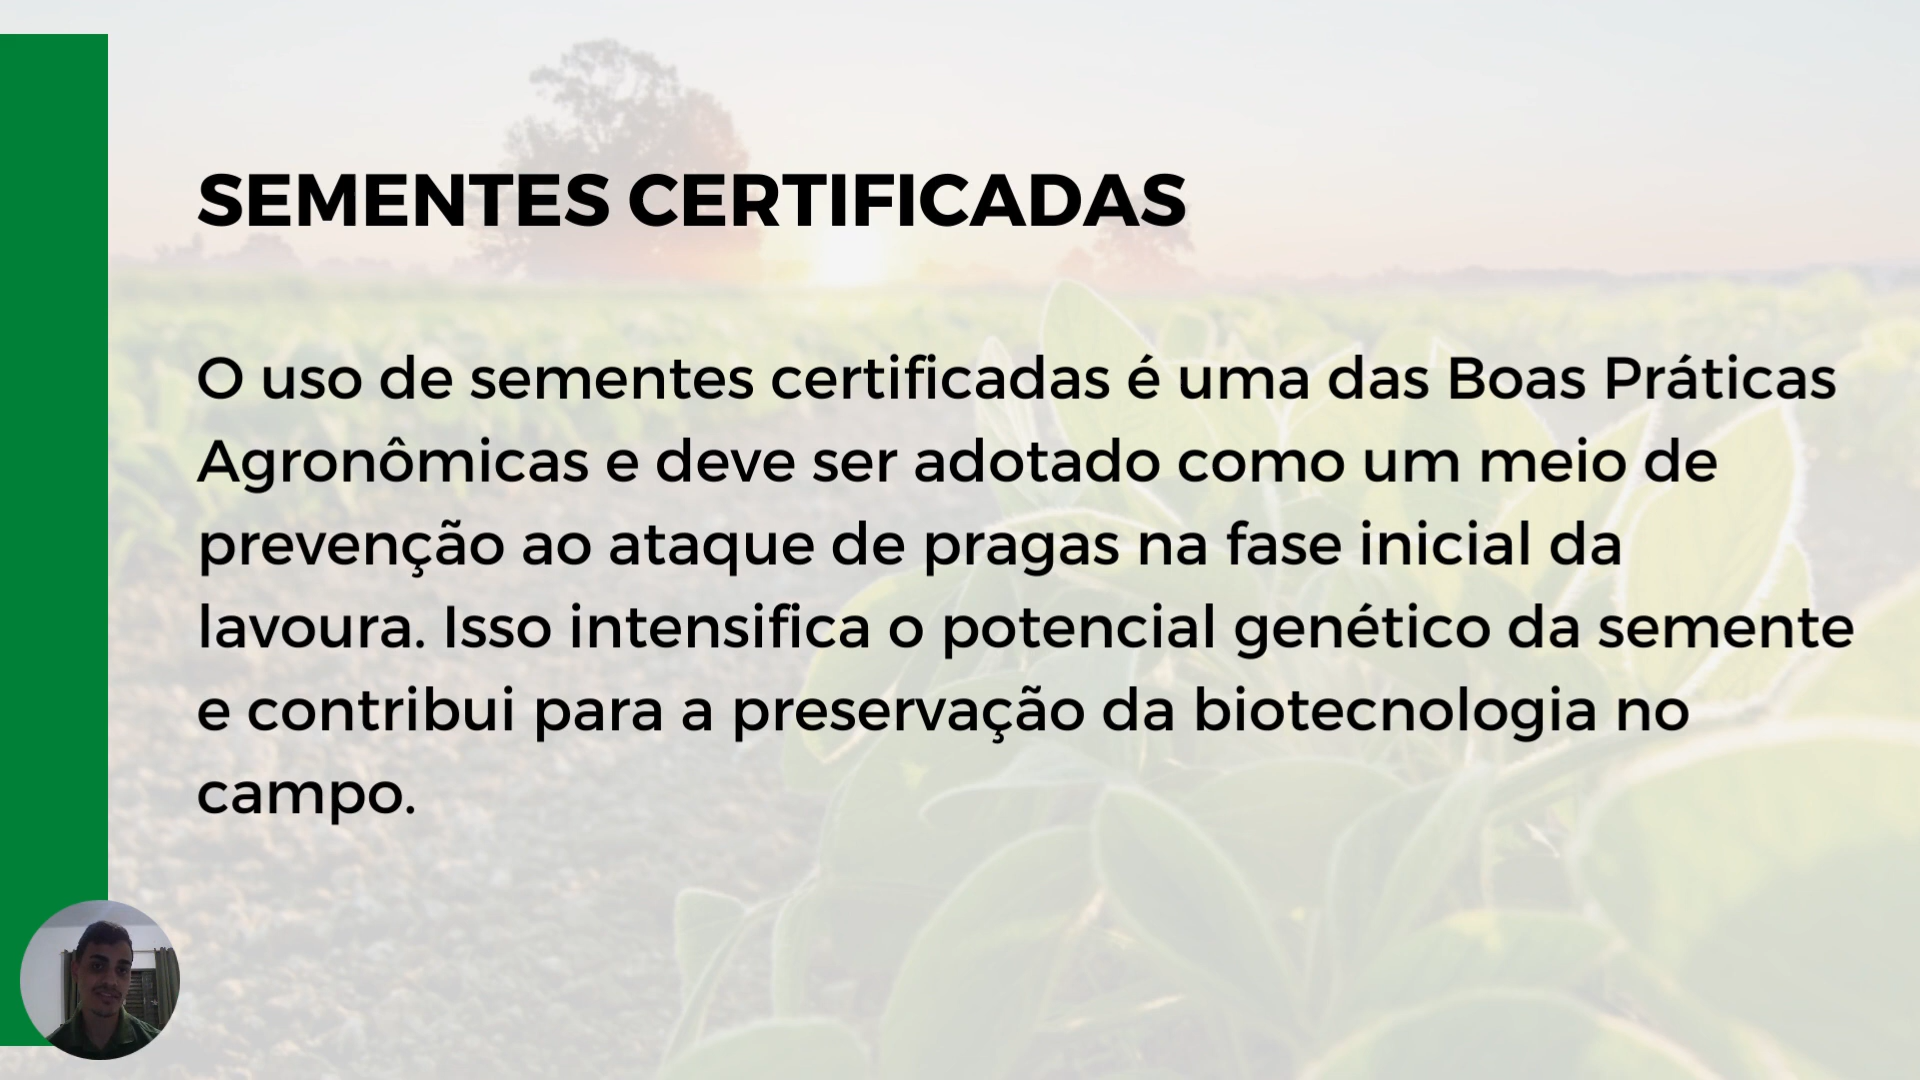 SEMENTES CERTIFICADAS
O uso de sementes certificadas é uma das Boas Práticas
Agronômicas e deve ser adotado como um meio de
prevenção ao ataque de pragas na fase inicial da
lavoura. Isso intensifica o potencial genético da semente
e contribui para a preservação da biotecnologia no
campo.